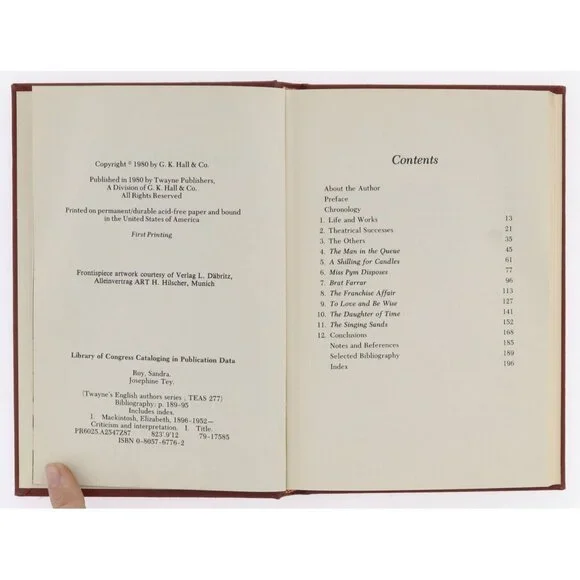 Copyright © 1980 by G. K. Hall & Co.
Published in 1980 by Twayne Publishers,
A Division of G. K. Hall & Co.
All Rights Reserved
Printed on permanent/durable acid-free paper and bound
in the United States of America
First Printing
Frontispiece artwork courtesy of Verlag L. Däbritz,
Alleinvertrag ART H. Hilscher, Munich
Library of Congress Cataloging in Publication Data
Roy, Sandra.
Josephine Tey.
(Twayne's English authors series ; TEAS 277)
Bibliography: p. 189-95
Includes index.
1. Mackintosh, Elizabeth, 1896-1952—
Criticism and interpretation. I. Title.
PR6025.A2547Z87 823'.9'12 79-17585
ISBN 0-8057-6776-2
Contents
About the Author
Preface
Chronology
1. Life and Works 13
2. Theatrical Successes 21
3. The Others 35
4. The Man in the Queue 45
5. A Shilling for Candles 61
6. Miss Pym Disposes 77
7. Brat Farrar 96
8. The Franchise Affair 113
9. To Love and Be Wise 127
10. The Daughter of Time 141
11. The Singing Sands 152
12. Conclusions 168
Notes and References 185
Selected Bibliography 189
Index 196